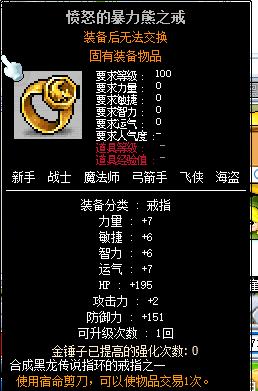 愤怒的暴力熊之戒
装备后无法交换
固有装备物品
要求等级： 100
要求力量： 0
要求敏捷： 0
要求智力： 0
要求运气： 0
要求人气度：-
道具等级： -
道具经验值： -
新手 战士 魔法师 弓箭手 飞侠 海盗
装备分类 : 戒指
力量 : +7
敏捷 : +6
智力 : +6
运气 : +7
HP : +195
攻击力 : +2
防御力 : +151
可升级次数 : 1回
金锤子已提高的强化次数: 0
合成黑龙传说指环的戒指之一
使用宿命剪刀，可以使物品交易1次。